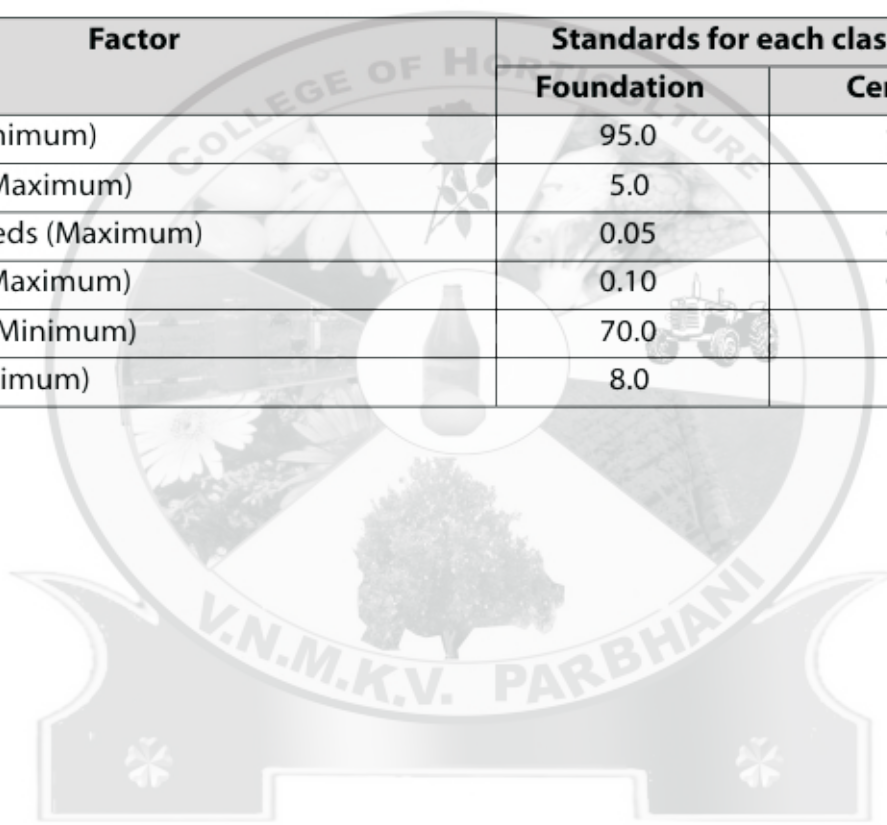 Factor Standards for each clas
Foundation Cer
nimum) 95.0
Maximum) 5.0
eds (Maximum) 0.05
Maximum) 0.10
Minimum) 70.0
imum) 8.0
COLLEGE OF HORTICULTURE
V.N.M.K.V. PARBHANI